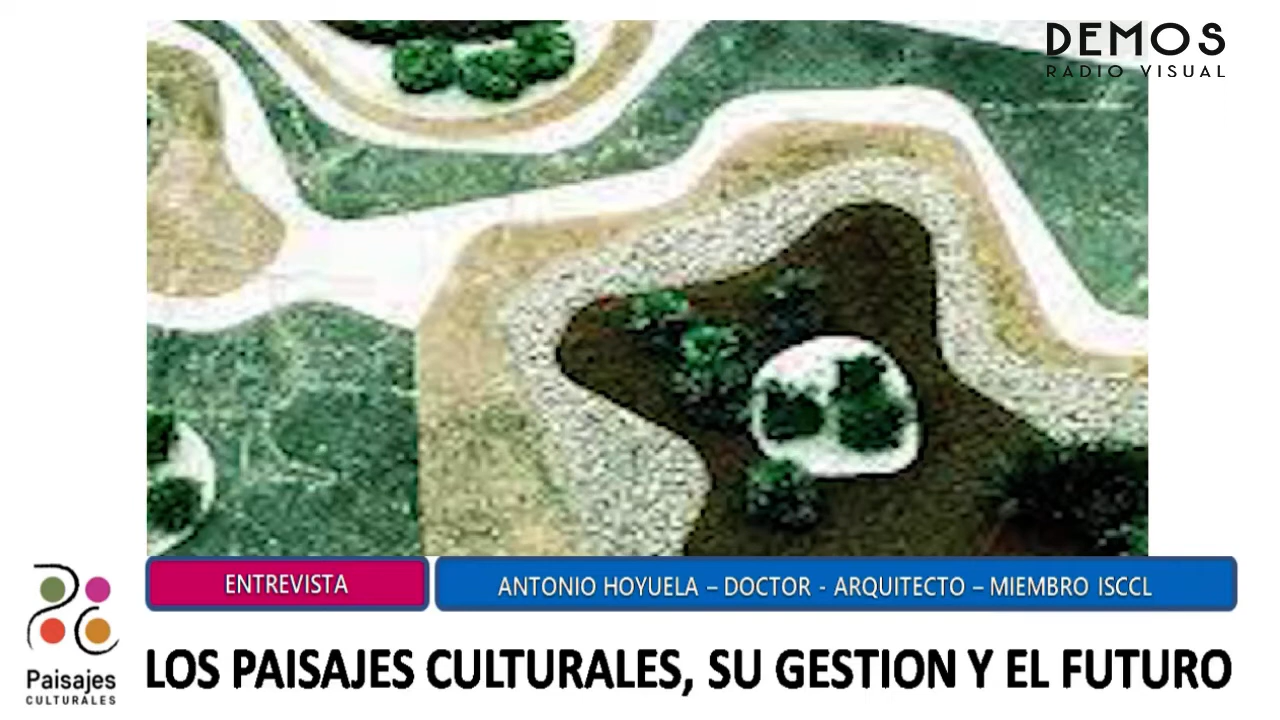 DEMOS
RADIO VISUAL
ENTREVISTA
ANTONIO HOYUELA – DOCTOR - ARQUITECTO – MIEMBRO ISCCL
Paisajes
CULTURALES
LOS PAISAJES CULTURALES, SU GESTION Y EL FUTURO